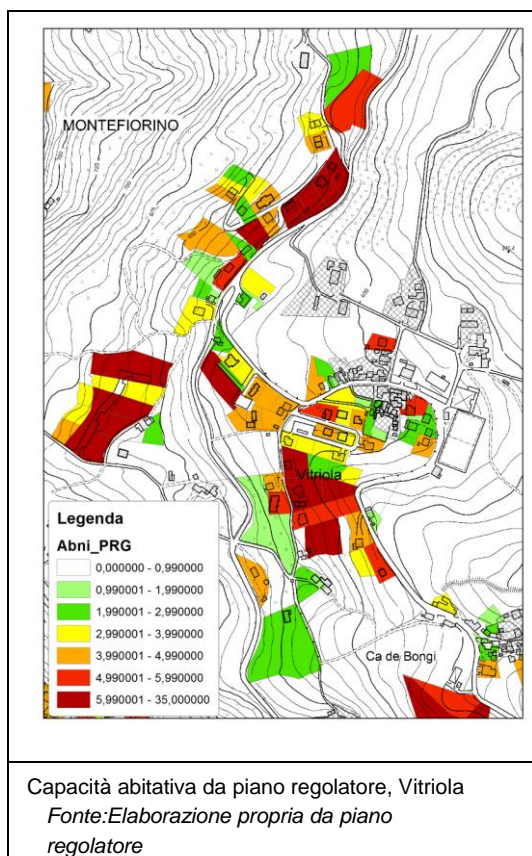 MONTEFIORINO
Vitriola
Ca de Bongi
Legenda
Abni_PRG
0,000000 - 0,990000
0,990001 - 1,990000
1,990001 - 2,990000
2,990001 - 3,990000
3,990001 - 4,990000
4,990001 - 5,990000
5,990001 - 35,000000
Capacità abitativa da piano regolatore, Vitriola
Fonte:Elaborazione propria da piano
regolatore